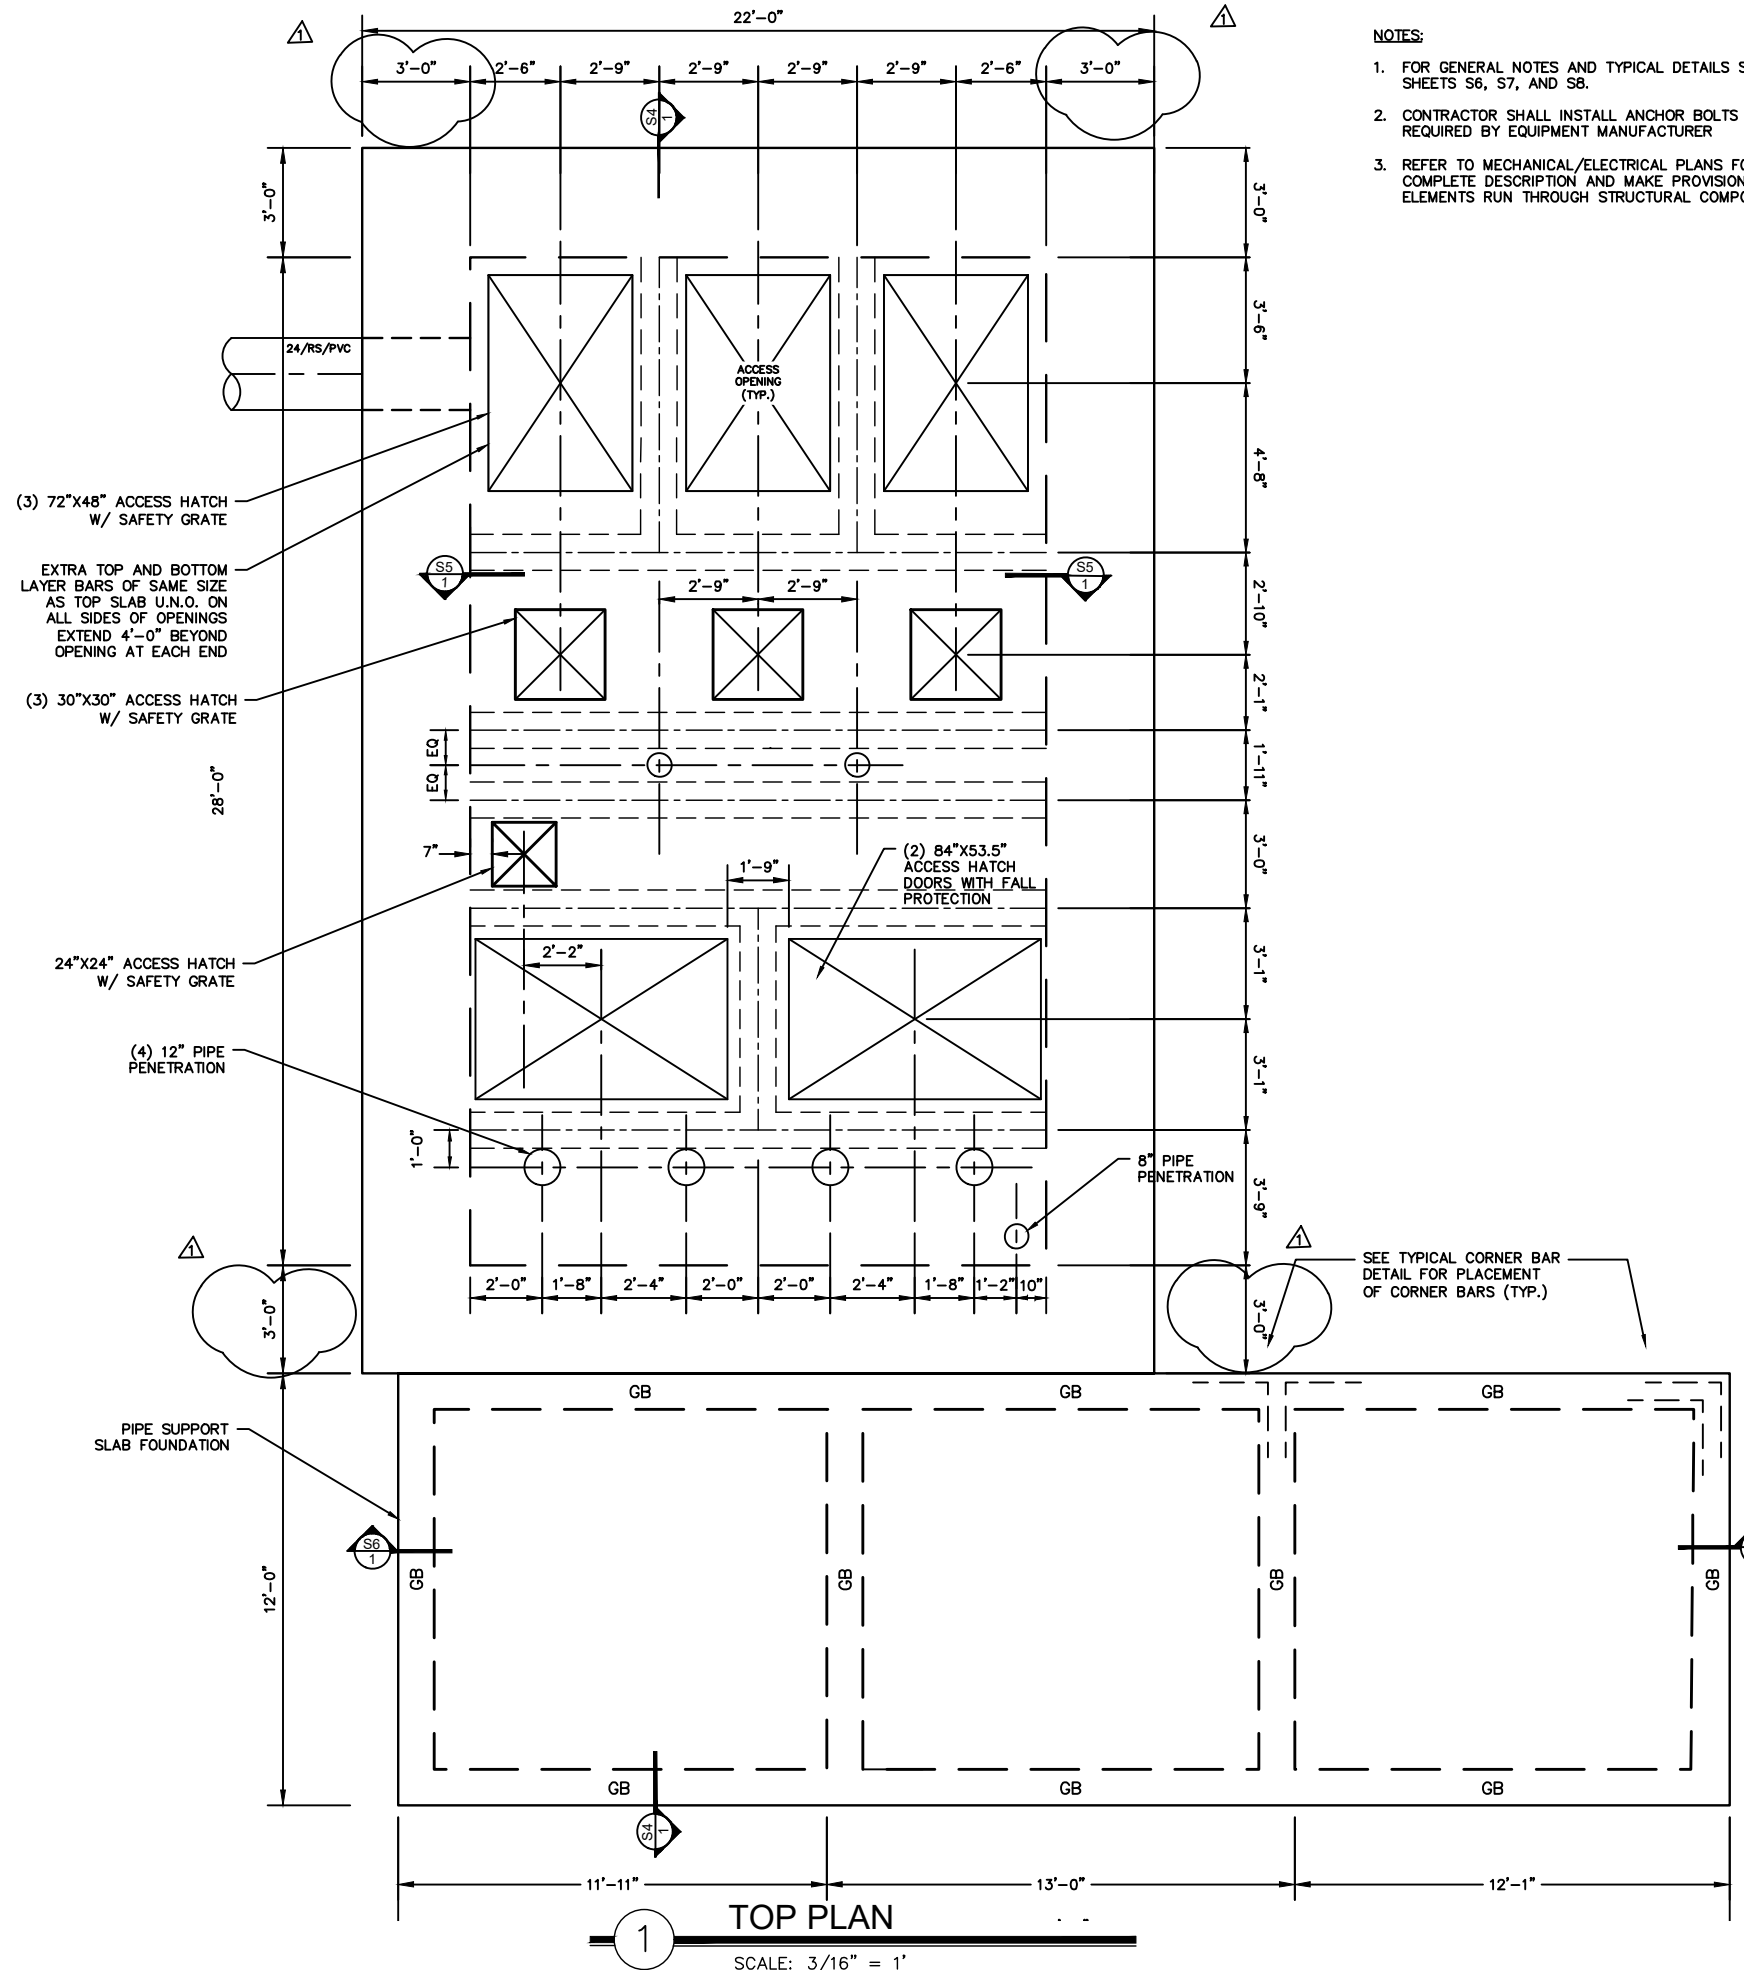 22'-0"
1
1
3'-0"
2'-6"
2'-9"
2'-9"
2'-9"
2'-9"
2'-6"
3'-0"
NOTES:
1. FOR GENERAL NOTES AND TYPICAL DETAILS
SHEETS S6, S7, AND S8.
2. CONTRACTOR SHALL INSTALL ANCHOR BOLTS
REQUIRED BY EQUIPMENT MANUFACTURER
3. REFER TO MECHANICAL/ELECTRICAL PLANS
COMPLETE DESCRIPTION AND MAKE PROVISION
ELEMENTS RUN THROUGH STRUCTURAL
S4
1
3'-0"
3'-0"
3'-6"
24/RS/PVC
ACCESS
OPENING
(TYP.)
4'-8"
(3) 72"X48" ACCESS HATCH
W/ SAFETY GRATE
EXTRA TOP AND BOTTOM
LAYER BARS OF SAME SIZE
AS TOP SLAB U.N.O. ON
ALL SIDES OF OPENINGS
EXTEND 4'-0" BEYOND
OPENING AT EACH END
S5
1
S5
1
2'-9"
2'-9"
2'-10"
(3) 30"X30" ACCESS HATCH
W/ SAFETY GRATE
2'-1"
EQ
EQ
1'-11"
28'-0"
7"
1'-9"
(2) 84"X53.5"
ACCESS HATCH
DOORS WITH FALL
PROTECTION
3'-0"
24"X24" ACCESS HATCH
W/ SAFETY GRATE
2'-2"
3'-1"
(4) 12" PIPE
PENETRATION
3'-1"
1'-0"
8" PIPE
PENETRATION
3'-9"
1
1
SEE TYPICAL CORNER BAR
DETAIL FOR PLACEMENT
OF CORNER BARS (TYP.)
2'-0"
1'-8"
2'-4"
2'-0"
2'-0"
2'-4"
1'-8"
1'-2"
10"
3'-0"
3'-0"
GB
GB
GB
PIPE SUPPORT
SLAB FOUNDATION
S6
1
12'-0"
GB
GB
GB
GB
GB
GB
GB
S4
1
11'-11"
13'-0"
12'-1"
1
TOP PLAN
SCALE: 3/16" = 1'